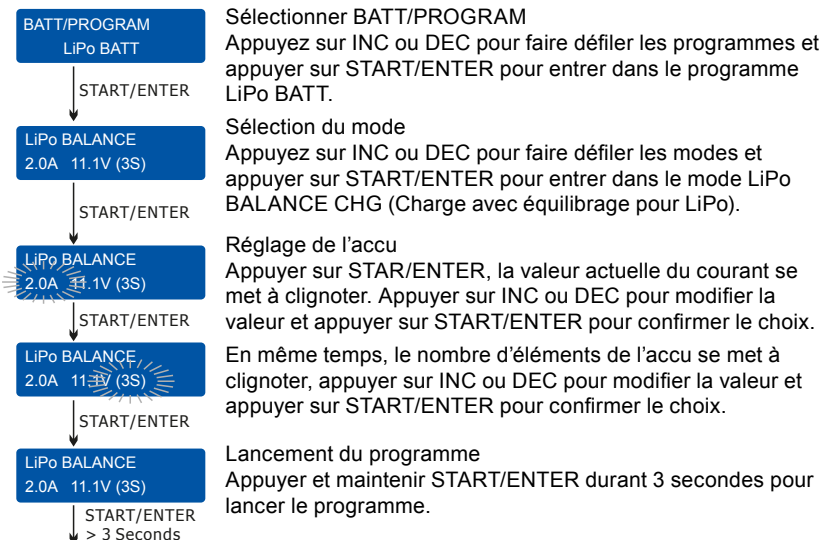 BATT/PROGRAM
LiPo BATT
START/ENTER
Sélectionner BATT/PROGRAM
Appuyez sur INC ou DEC pour faire défiler les programmes et
appuyer sur START/ENTER pour entrer dans le programme
LiPo BATT.
LiPo BALANCE
2.0A 11.1V (3S)
START/ENTER
Sélection du mode
Appuyez sur INC ou DEC pour faire défiler les modes et
appuyer sur START/ENTER pour entrer dans le mode LiPo
BALANCE CHG (Charge avec équilibrage pour LiPo).
LiPo BALANCE
2.0A 11.1V (3S)
START/ENTER
Réglage de l’accu
Appuyer sur STAR/ENTER, la valeur actuelle du courant se
met à clignoter. Appuyer sur INC ou DEC pour modifier la
valeur et appuyer sur START/ENTER pour confirmer le choix.
LiPo BALANCE
2.0A 11.1V (3S)
START/ENTER
En même temps, le nombre d’éléments de l’accu se met à
clignoter, appuyer sur INC ou DEC pour modifier la valeur et
appuyer sur START/ENTER pour confirmer le choix.
LiPo BALANCE
2.0A 11.1V (3S)
START/ENTER
> 3 Seconds
Lancement du programme
Appuyer et maintenir START/ENTER durant 3 secondes pour
lancer le programme.